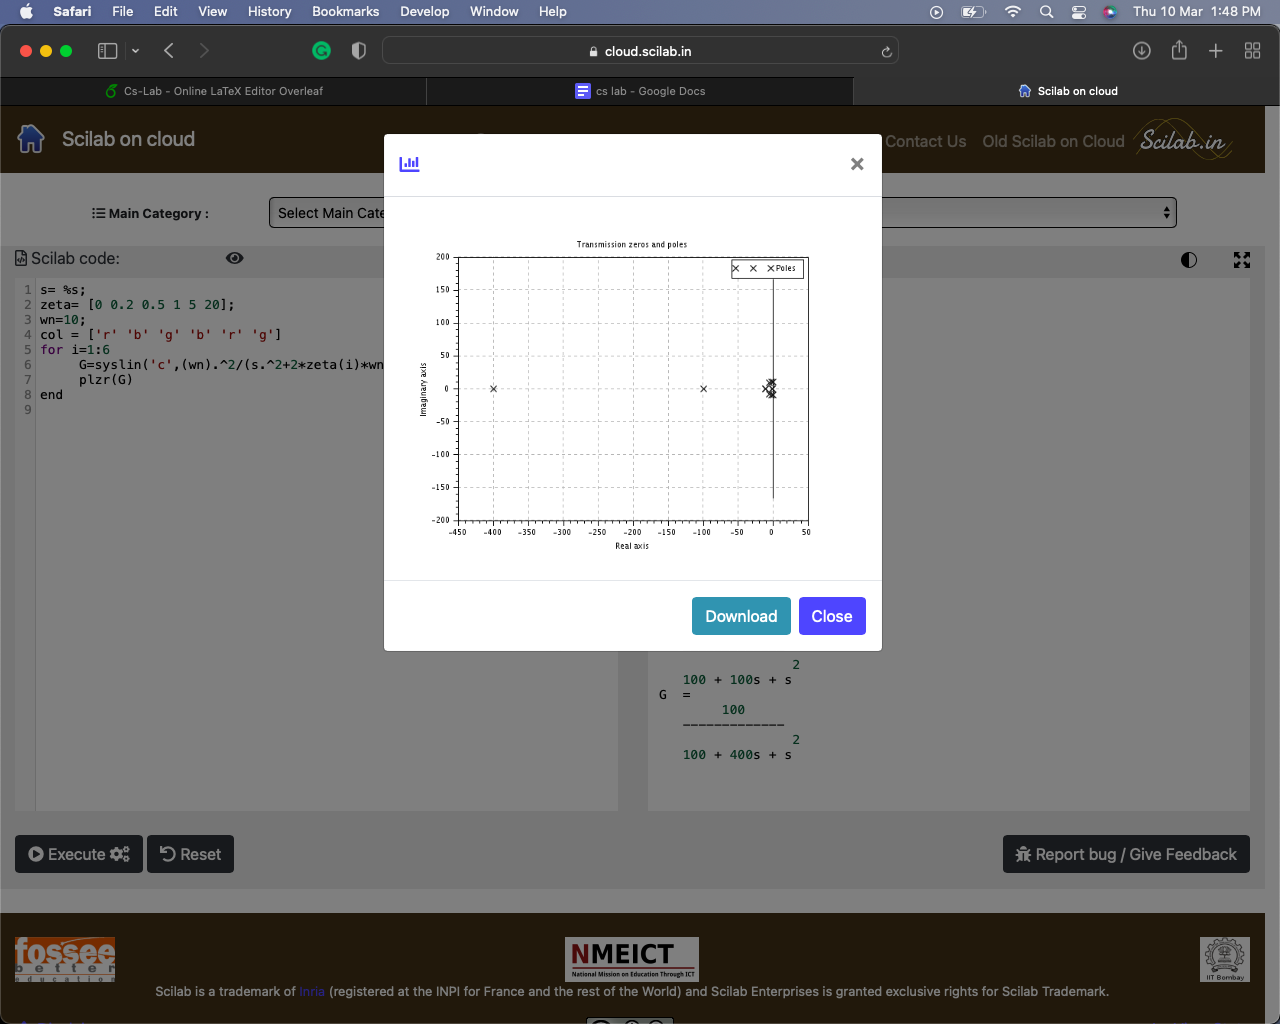 Safari File Edit View History Bookmarks Develop Window Help Thu 10 Mar 1:48 PM
cloud.scilab.in
Cs-Lab - Online LaTeX Editor Overleaf
cs lab - Google Docs
Scilab on cloud
Scilab on cloud
Contact Us
Old Scilab on Cloud
Scilab.in
Main Category :
Select Main Cate
Scilab code:
1 s= %s;
2 zeta= [0 0.2 0.5 1 5 20];
3 wn=10;
4 col = ['r' 'b' 'g' 'b' 'r' 'g']
5 for i=1:6
6 G=syslin('c',(wn).^2/(s.^2+2*zeta(i)*wn
7 plzr(G)
8 end
9
×
Transmission zeros and poles
Poles
200
150
100
50
0
-50
-100
-150
-200
Imaginary axis
-450 -400 -350 -300 -250 -200 -150 -100 -50 0 50
Real axis
Download
Close
2
100 + 100s + s
G =
100
-------------
2
100 + 400s + s
Execute
Reset
Report bug / Give Feedback
fossee
better
education
NMEICT
National Mission on Education Through ICT
IIT Bombay
Scilab is a trademark of Inria (registered at the INPI for France and the rest of the World) and Scilab Enterprises is granted exclusive rights for Scilab Trademark.